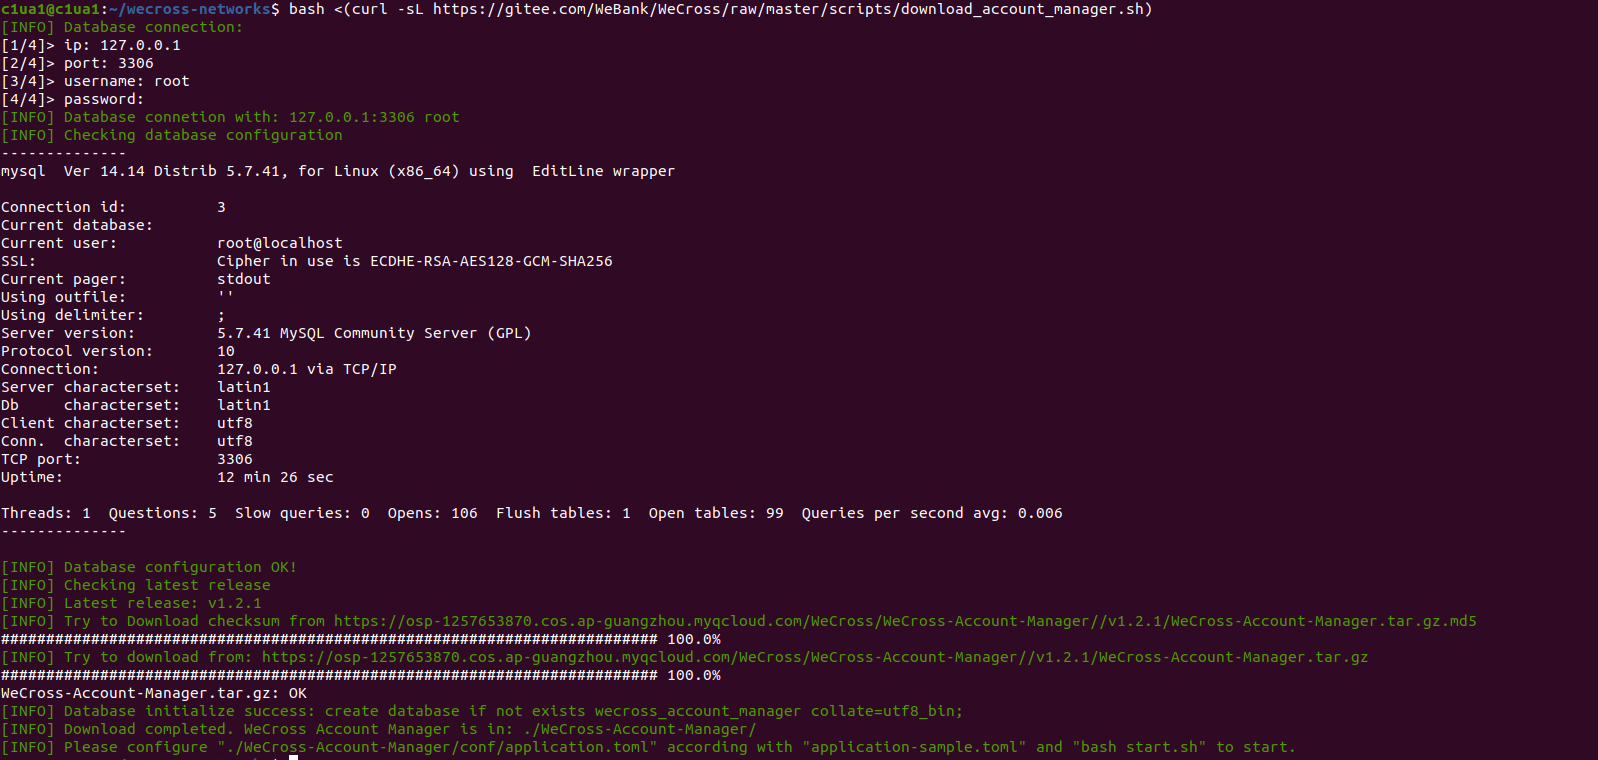 c1ua1@c1ua1:~/wecross-networks$ bash <(curl -sL https://gitee.com/WeBank/WeCross/raw/master/scripts/download_account_manager.sh)
[INFO] Database connection:
[1/4]> ip: 127.0.0.1
[2/4]> port: 3306
[3/4]> username: root
[4/4]> password:
[INFO] Database connetion with: 127.0.0.1:3306 root
[INFO] Checking database configuration
--------------
mysql  Ver 14.14 Distrib 5.7.41, for Linux (x86_64) using  EditLine wrapper
Connection id:          3
Current database:
Current user:           root@localhost
SSL:                    Cipher in use is ECDHE-RSA-AES128-GCM-SHA256
Current pager:          stdout
Using outfile:          ''
Using delimiter:        ;
Server version:         5.7.41 MySQL Community Server (GPL)
Protocol version:       10
Connection:             127.0.0.1 via TCP/IP
Server characterset:    latin1
Db     characterset:    latin1
Client characterset:    utf8
Conn.  characterset:    utf8
TCP port:               3306
Uptime:                 12 min 26 sec
Threads: 1  Questions: 5  Slow queries: 0  Opens: 106  Flush tables: 1  Open tables: 99  Queries per second avg: 0.006
--------------
[INFO] Database configuration OK!
[INFO] Checking latest release
[INFO] Latest release: v1.2.1
[INFO] Try to Download checksum from https://osp-1257653870.cos.ap-guangzhou.myqcloud.com/WeCross/WeCross-Account-Manager//v1.2.1/WeCross-Account-Manager.tar.gz.md5
######################################################################### 100.0%
[INFO] Try to download from: https://osp-1257653870.cos.ap-guangzhou.myqcloud.com/WeCross/WeCross-Account-Manager//v1.2.1/WeCross-Account-Manager.tar.gz
######################################################################### 100.0%
WeCross-Account-Manager.tar.gz: OK
[INFO] Database initialize success: create database if not exists wecross_account_manager collate=utf8_bin;
[INFO] Download completed. WeCross Account Manager is in: ./WeCross-Account-Manager/
[INFO] Please configure "./WeCross-Account-Manager/conf/application.toml" according with "application-sample.toml" and "bash start.sh" to start.